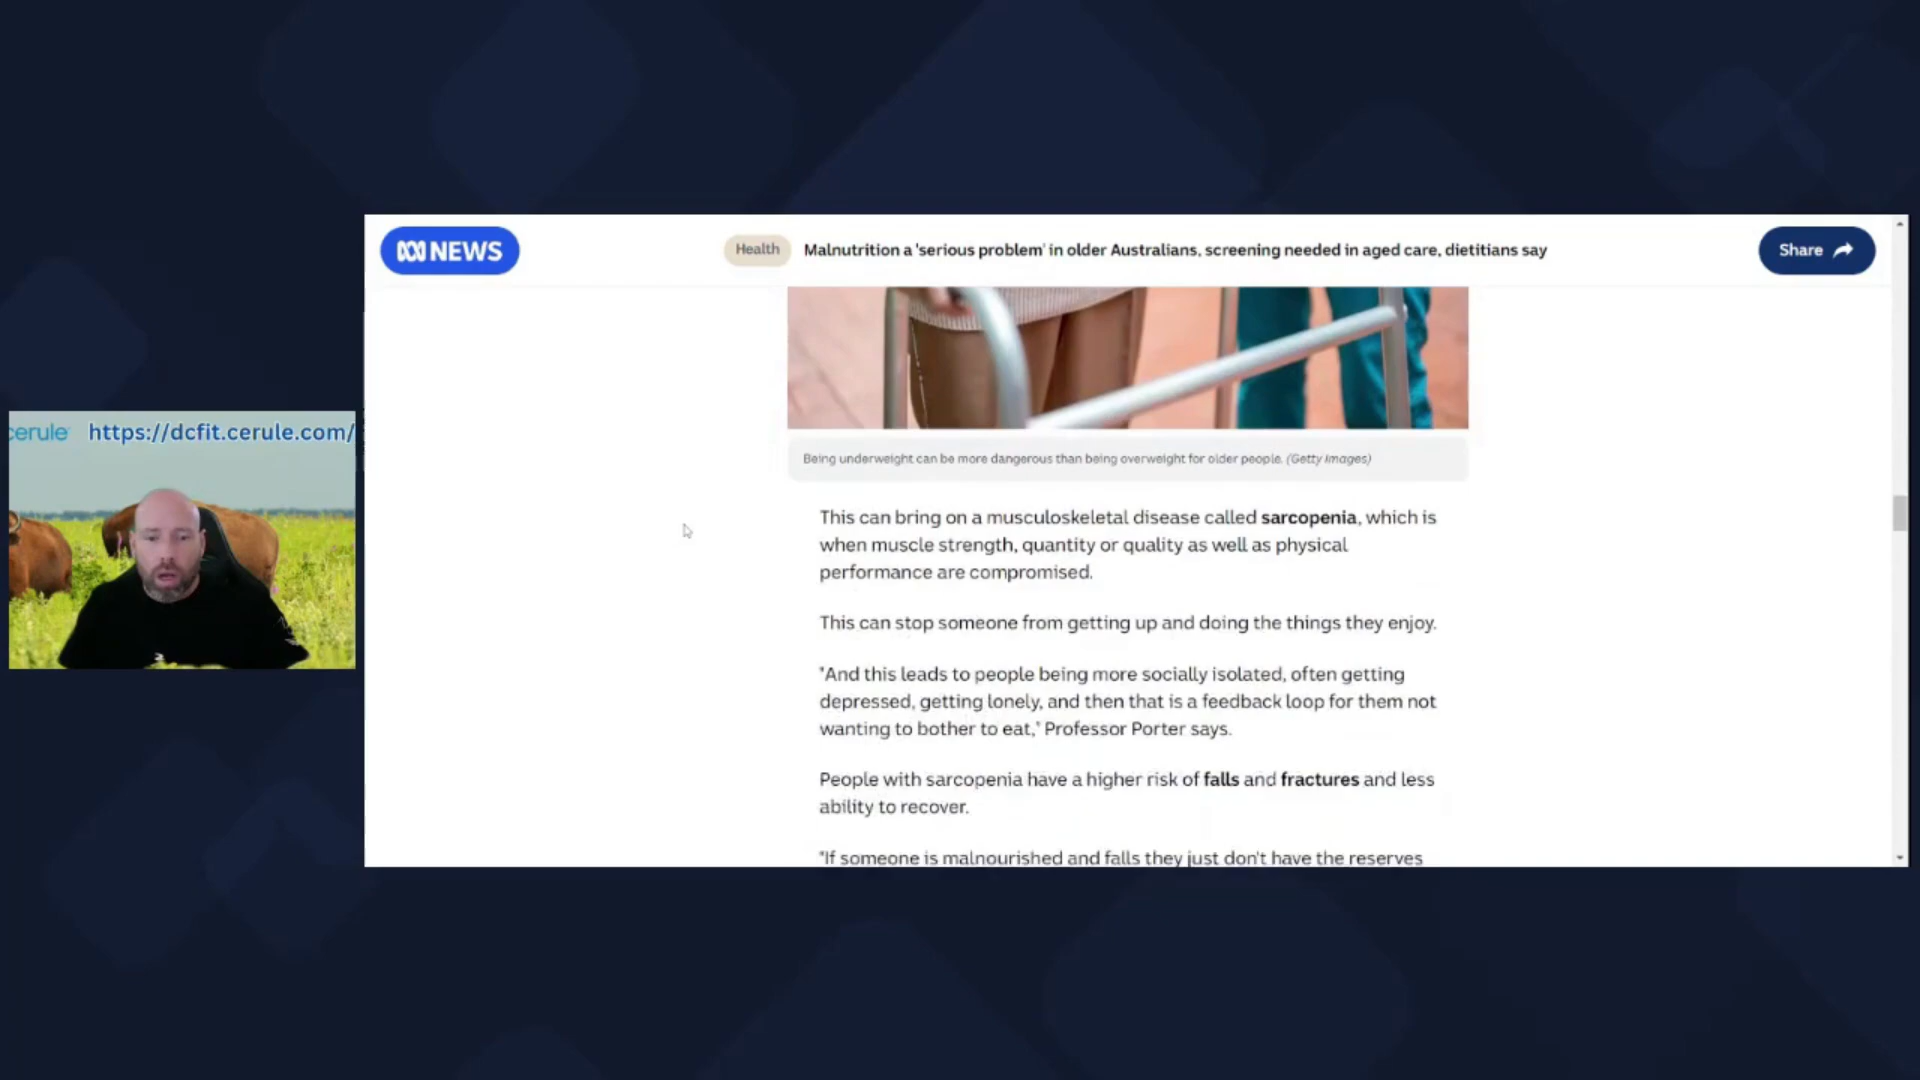 NEWS
Health
Malnutrition a 'serious problem' in older Australians, screening needed in aged care, dietitians say
Share
cerule
https://dcfit.cerule.com/
Being underweight can be more dangerous than being overweight for older people. (Getty Images)
This can bring on a musculoskeletal disease called sarcopenia, which is
when muscle strength, quantity or quality as well as physical
performance are compromised.
This can stop someone from getting up and doing the things they enjoy.
"And this leads to people being more socially isolated, often getting
depressed, getting lonely, and then that is a feedback loop for them not
wanting to bother to eat," Professor Porter says.
People with sarcopenia have a higher risk of falls and fractures and less
ability to recover.
"If someone is malnourished and falls they just don't have the reserves